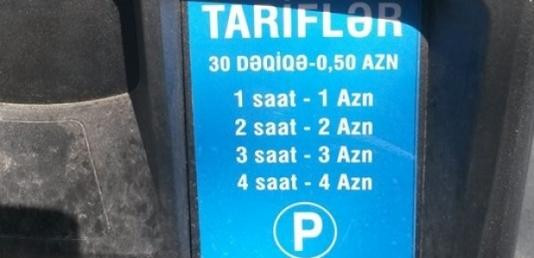 TARİFLƏR
30 DƏQİQƏ-0,50 AZN
1 saat - 1 Azn
2 saat - 2 Azn
3 saat - 3 Azn
4 saat - 4 Azn
P